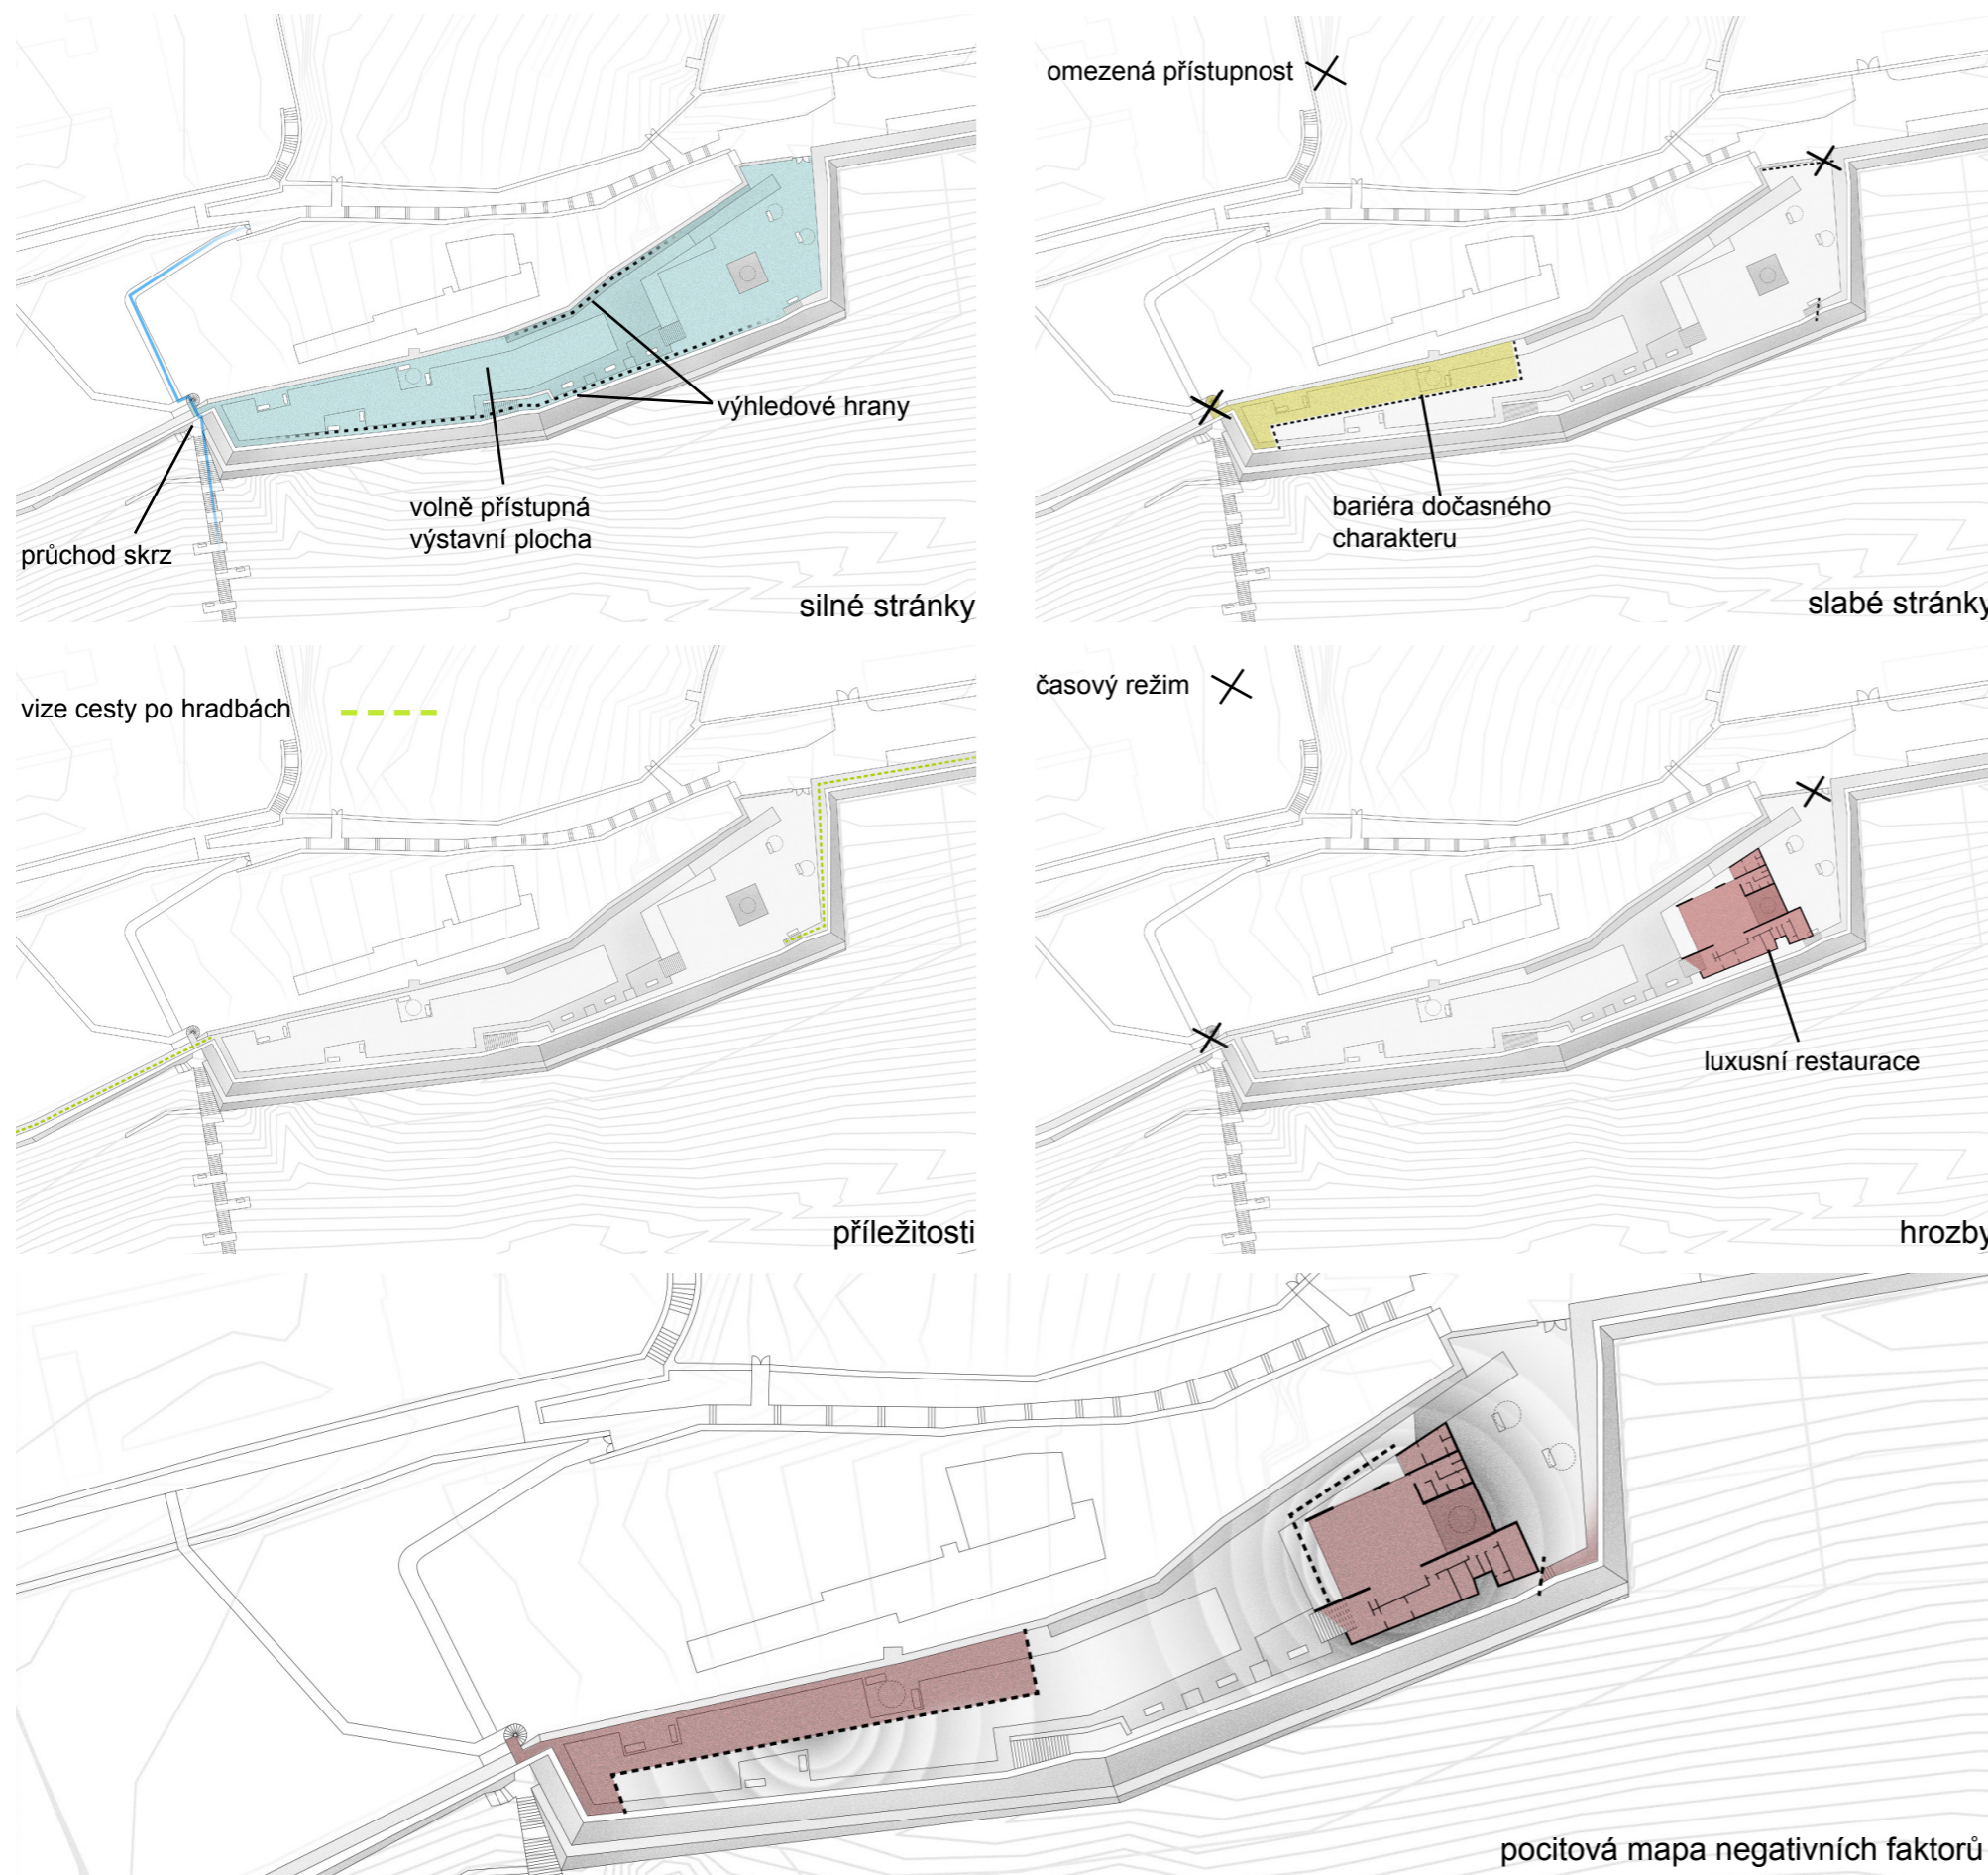 výhledové hrany
volně přístupná
výstavní plocha
průchod skrz
silné stránky
omezená přístupnost
bariéra dočasného
charakteru
slabé stránky
vize cesty po hradbách
příležitosti
časový režim
luxusní restaurace
hrozby
pocitová mapa negativních faktorů